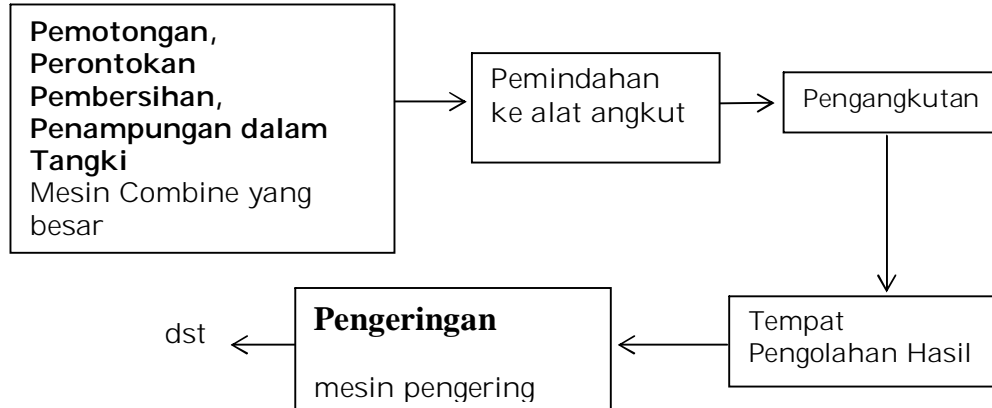 Pemotongan,
Perontokan
Pembersihan,
Penampungan dalam
Tangki
Mesin Combine yang
besar
Pemindahan
ke alat angkut
Pengangkutan
Tempat
Pengolahan Hasil
Pengeringan
mesin pengering
dst